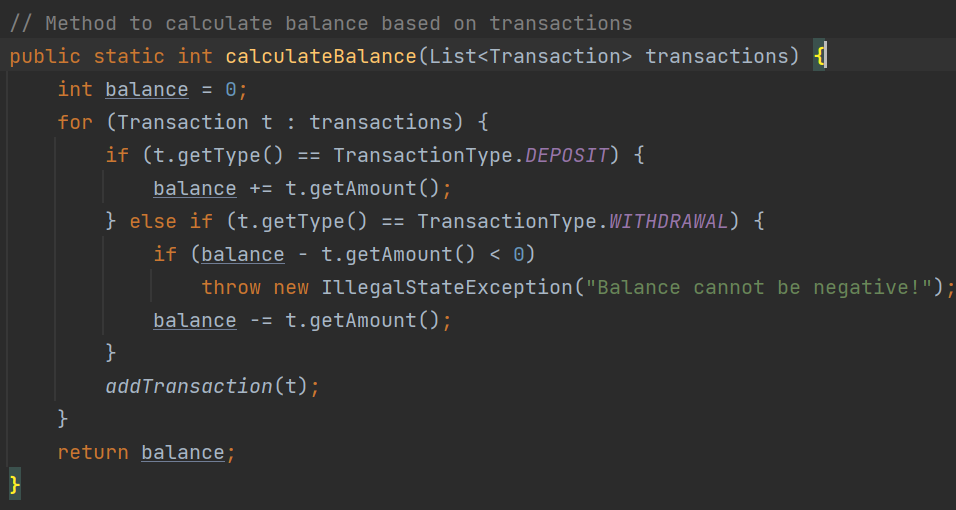 // Method to calculate balance based on transactions
public static int calculateBalance(List<Transaction> transactions) {
    int balance = 0;
    for (Transaction t : transactions) {
        if (t.getType() == TransactionType.DEPOSIT) {
            balance += t.getAmount();
        } else if (t.getType() == TransactionType.WITHDRAWAL) {
            if (balance - t.getAmount() < 0)
                throw new IllegalStateException("Balance cannot be negative!");
            balance -= t.getAmount();
        }
        addTransaction(t);
    }
    return balance;
}